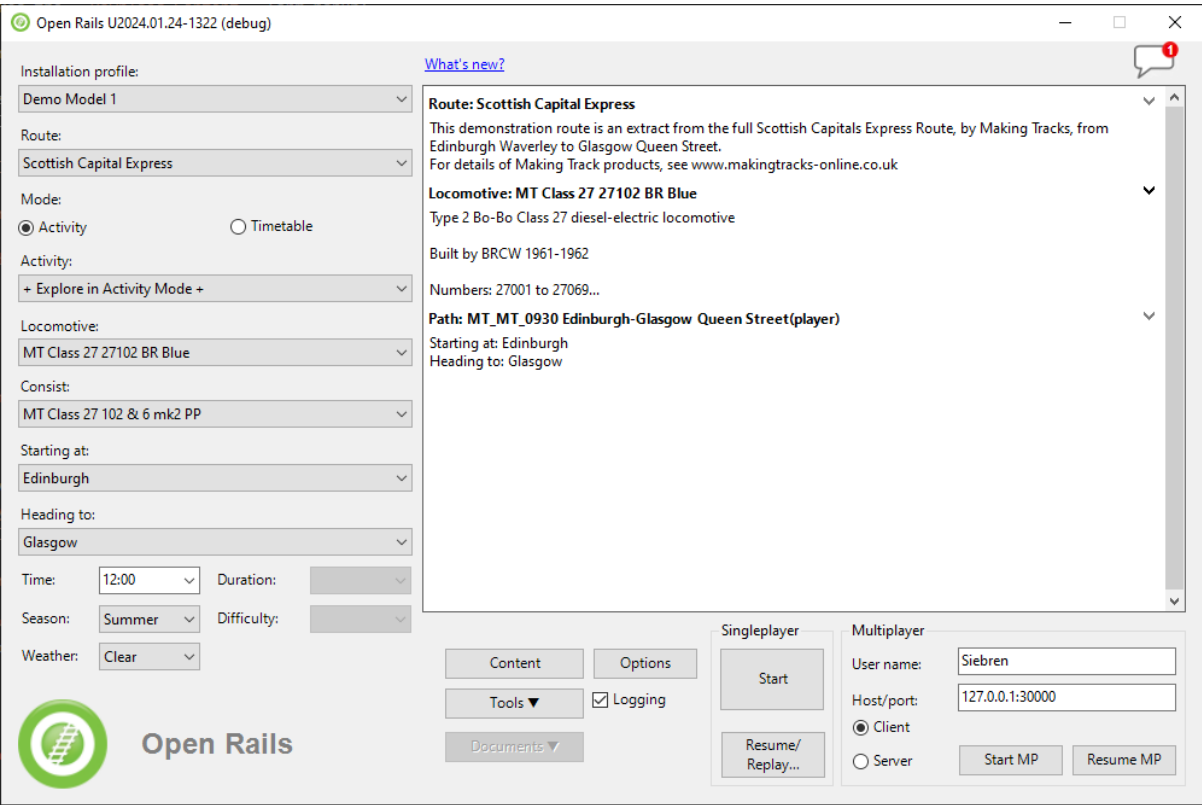 Open Rails U2024.01.24-1322 (debug)
Installation profile:
Demo Model 1
Route:
Scottish Capital Express
Mode:
Activity
Timetable
Activity:
+ Explore in Activity Mode +
Locomotive:
MT Class 27 27102 BR Blue
Consist:
MT Class 27 102 & 6 mk2 PP
Starting at:
Edinburgh
Heading to:
Glasgow
Time:
12:00
Duration:
Season:
Summer
Difficulty:
Weather:
Clear
Open Rails
What's new?
1
Route: Scottish Capital Express
This demonstration route is an extract from the full Scottish Capitals Express Route, by Making Tracks, from
Edinburgh Waverley to Glasgow Queen Street.
For details of Making Track products, see www.makingtracks-online.co.uk
Locomotive: MT Class 27 27102 BR Blue
Type 2 Bo-Bo Class 27 diesel-electric locomotive
Built by BRCW 1961-1962
Numbers: 27001 to 27069...
Path: MT_MT_0930 Edinburgh-Glasgow Queen Street(player)
Starting at: Edinburgh
Heading to: Glasgow
Content
Options
Tools ▼
Logging
Documents ▼
Singleplayer
Start
Resume/
Replay...
Multiplayer
User name:
Siebren
Host/port:
127.0.0.1:30000
Client
Server
Start MP
Resume MP